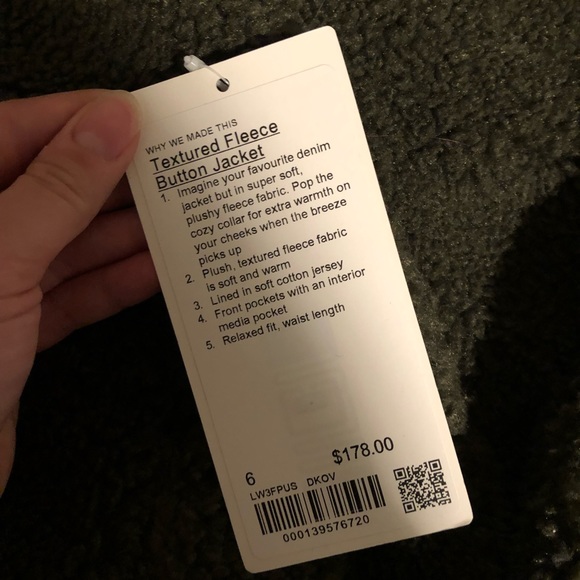 WHY WE MADE THIS
Textured Fleece
Button Jacket
1. Imagine your favourite denim
jacket but in super soft,
plushy fleece fabric. Pop the
cozy collar for extra warmth on
your cheeks when the breeze
picks up
2. Plush, textured fleece fabric
is soft and warm
3. Lined in soft cotton jersey
4. Front pockets with an interior
media pocket
5. Relaxed fit, waist length
6 $178.00
LW3FPUS DKOV
000139576720